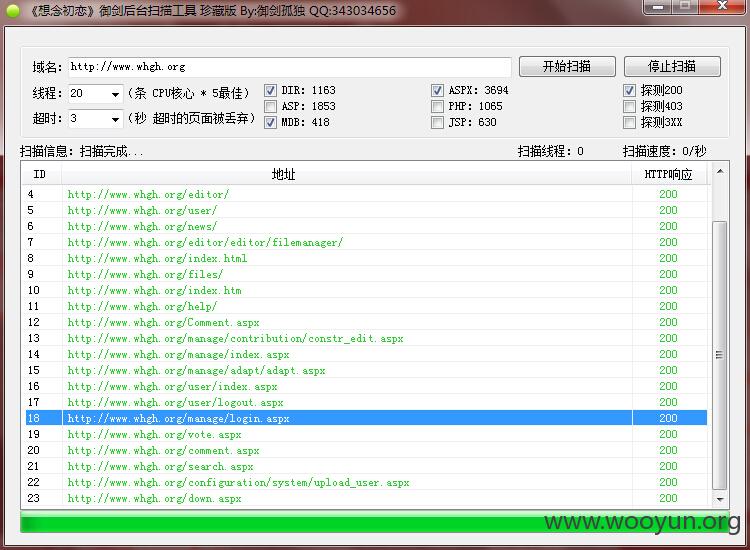 《想念初恋》御剑后台扫描工具 珍藏版 By:御剑孤独 QQ:343034656
域名: http://www.whgh.org 开始扫描 停止扫描
线程: 20 (条 CPU核心 * 5最佳) DIR: 1163 ASPX: 3694 探测200
ASP: 1853 PHP: 1065 探测403
超时: 3 (秒 超时的页面被丢弃) MDB: 418 JSP: 630 探测3XX
扫描信息: 扫描完成... 扫描线程: 0 扫描速度: 0/秒
ID 地址 HTTP响应
4 http://www.whgh.org/editor/ 200
5 http://www.whgh.org/user/ 200
6 http://www.whgh.org/news/ 200
7 http://www.whgh.org/editor/editor/filemanager/ 200
8 http://www.whgh.org/index.html 200
9 http://www.whgh.org/files/ 200
10 http://www.whgh.org/index.htm 200
11 http://www.whgh.org/help/ 200
12 http://www.whgh.org/Comment.aspx 200
13 http://www.whgh.org/manage/contribution/constr_edit.aspx 200
14 http://www.whgh.org/manage/index.aspx 200
15 http://www.whgh.org/manage/adapt/adapt.aspx 200
16 http://www.whgh.org/user/index.aspx 200
17 http://www.whgh.org/user/logout.aspx 200
18 http://www.whgh.org/manage/login.aspx 200
19 http://www.whgh.org/vote.aspx 200
20 http://www.whgh.org/comment.aspx 200
21 http://www.whgh.org/search.aspx 200
22 http://www.whgh.org/configuration/system/upload_user.aspx 200
23 http://www.whgh.org/down.aspx 200
www.wooyun.org